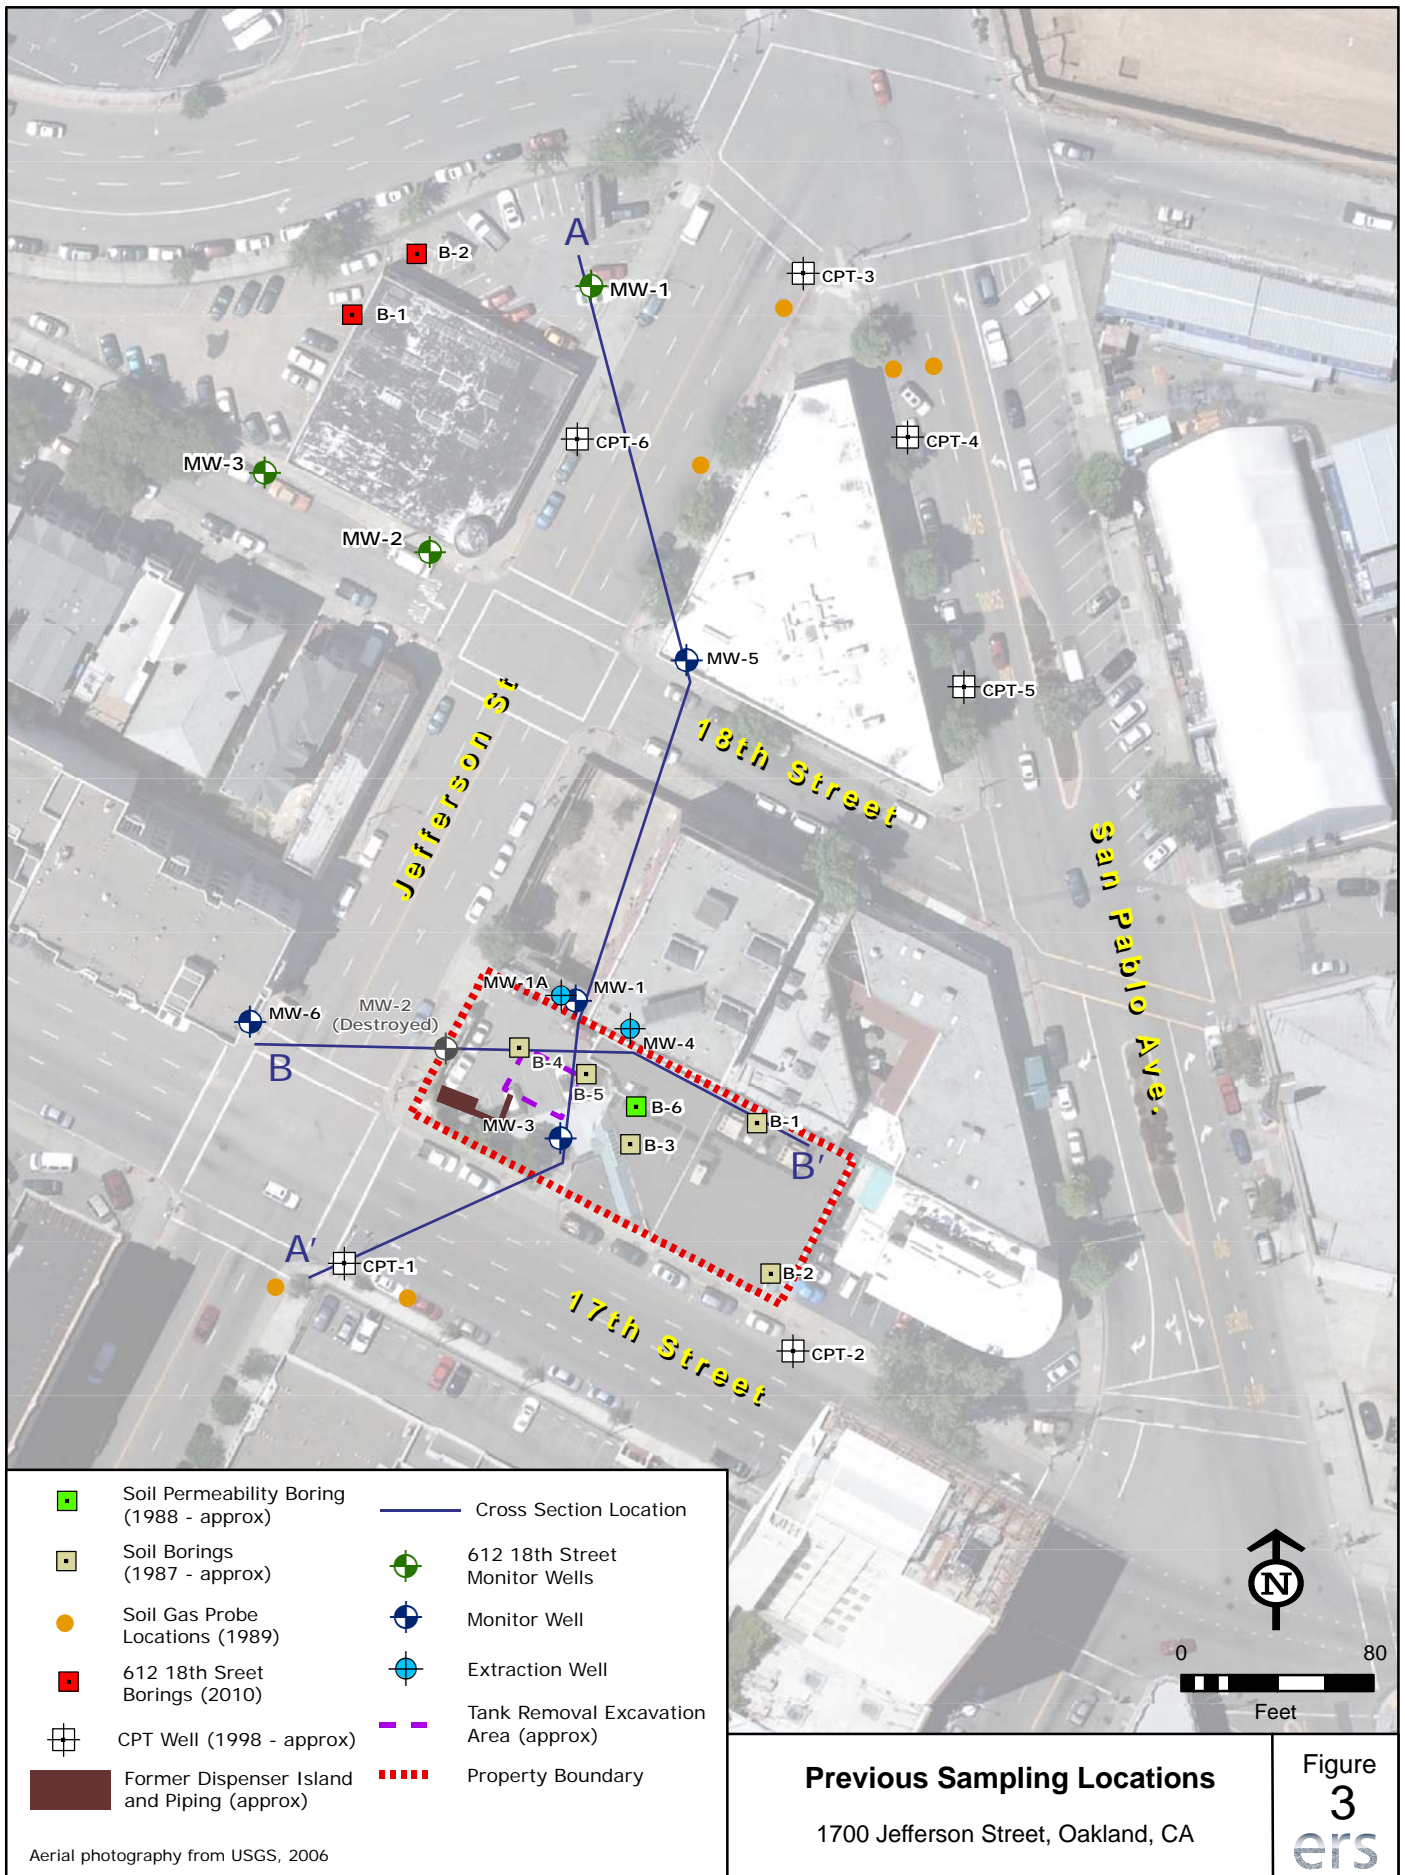 A
B-2
MW-1
CPT-3
B-1
CPT-6
CPT-4
MW-3
MW-2
MW-5
CPT-5
Jefferson St
18th Street
San Pablo Ave.
MW-1A
MW-1
MW-6
MW-2
(Destroyed)
MW-4
B
B-4
B-5
B-6
MW-3
B-3
B-1
B'
A'
CPT-1
B-2
17th Street
CPT-2
Soil Permeability Boring
(1988 - approx)
Soil Borings
(1987 - approx)
Soil Gas Probe
Locations (1989)
612 18th Sreet
Borings (2010)
CPT Well (1998 - approx)
Former Dispenser Island
and Piping (approx)
Cross Section Location
612 18th Street
Monitor Wells
Monitor Well
Extraction Well
Tank Removal Excavation
Area (approx)
Property Boundary
Aerial photography from USGS, 2006
N
0 80
Feet
Previous Sampling Locations
1700 Jefferson Street, Oakland, CA
Figure
3
ers